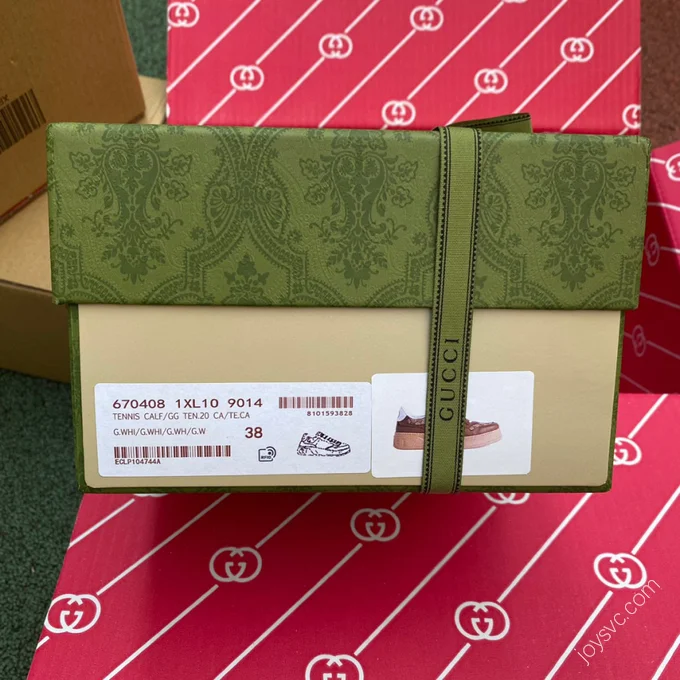 670408 1XL10 9014
TENNIS CALF/GG TEN.20 CA/TE.CA
8101593828
G.WHI/G.WHI/G.WH/G.W
38
ECLP104744A
GUCCI
joysvc.com